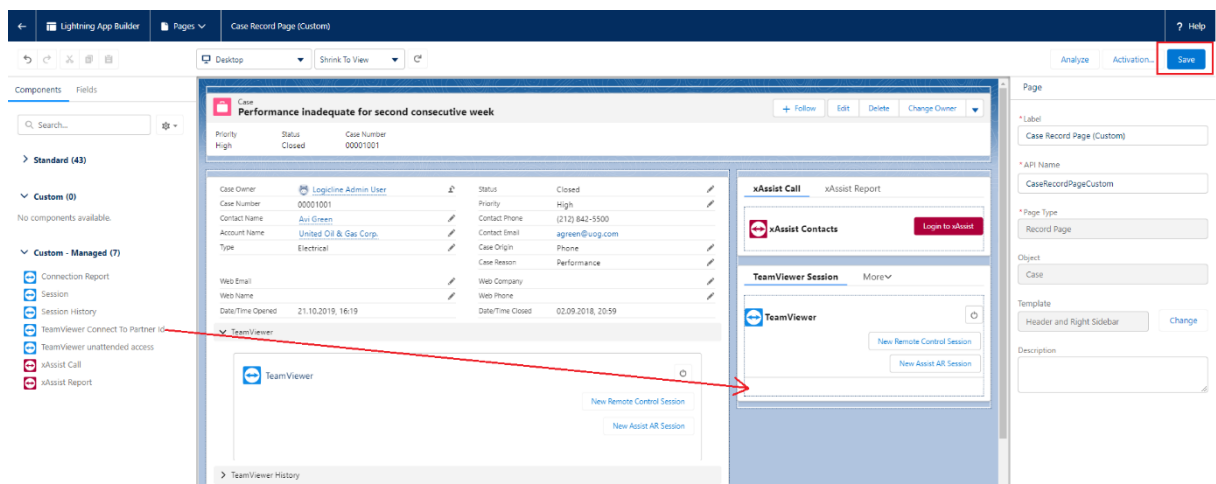 Lightning App Builder
Pages
Case Record Page (Custom)
? Help
Desktop
Shrink To View
Analyze
Activation...
Save
Components
Fields
Search...
Standard (43)
Custom (0)
No components available.
Custom - Managed (7)
Connection Report
Session
Session History
TeamViewer Connect To Partner Id
TeamViewer unattended access
xAssist Call
xAssist Report
Case
Performance inadequate for second consecutive week
+ Follow
Edit
Delete
Change Owner
Priority Status Case Number
High Closed 00001001
Case Owner Logicline Admin User Status Closed
Case Number 00001001 Priority High
Contact Name Avi Green Contact Phone (212) 842-5500
Account Name United Oil & Gas Corp. Contact Email agreen@uog.com
Type Electrical Case Origin Phone
Case Reason Performance
Web Email Web Company
Web Name Web Phone
Date/Time Opened 21.10.2019, 16:19 Date/Time Closed 02.09.2018, 20:59
TeamViewer
TeamViewer
New Remote Control Session
New Assist AR Session
TeamViewer History
xAssist Call
xAssist Report
xAssist Contacts
Login to xAssist
TeamViewer Session
More
TeamViewer
New Remote Control Session
New Assist AR Session
Page
*Label
Case Record Page (Custom)
*API Name
CaseRecordPageCustom
*Page Type
Record Page
Object
Case
Template
Header and Right Sidebar
Change
Description